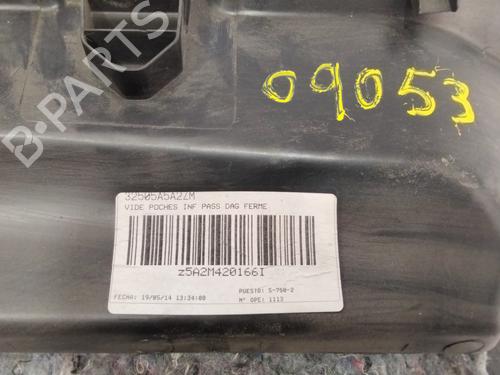 B-PARTS
09053
32505A5A2ZM
VIDE POCHES INF PASS DAG FERME
z5A2M420166I
PUESTO: S-750-2
FECHA: 19/05/14 13:34:00
Nº OPE: 1113